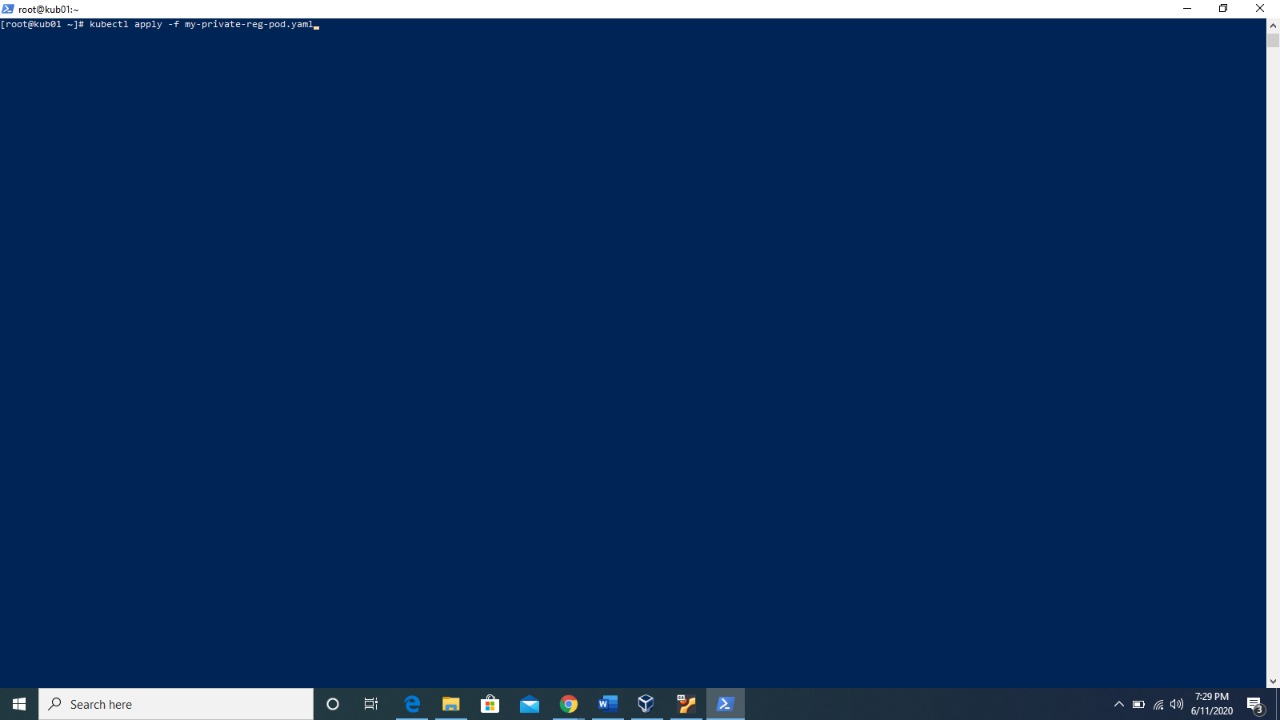 root@kub01:~
[root@kub01 ~]# kubectl apply -f my-private-reg-pod.yaml
Search here
7:29 PM
6/11/2020
3